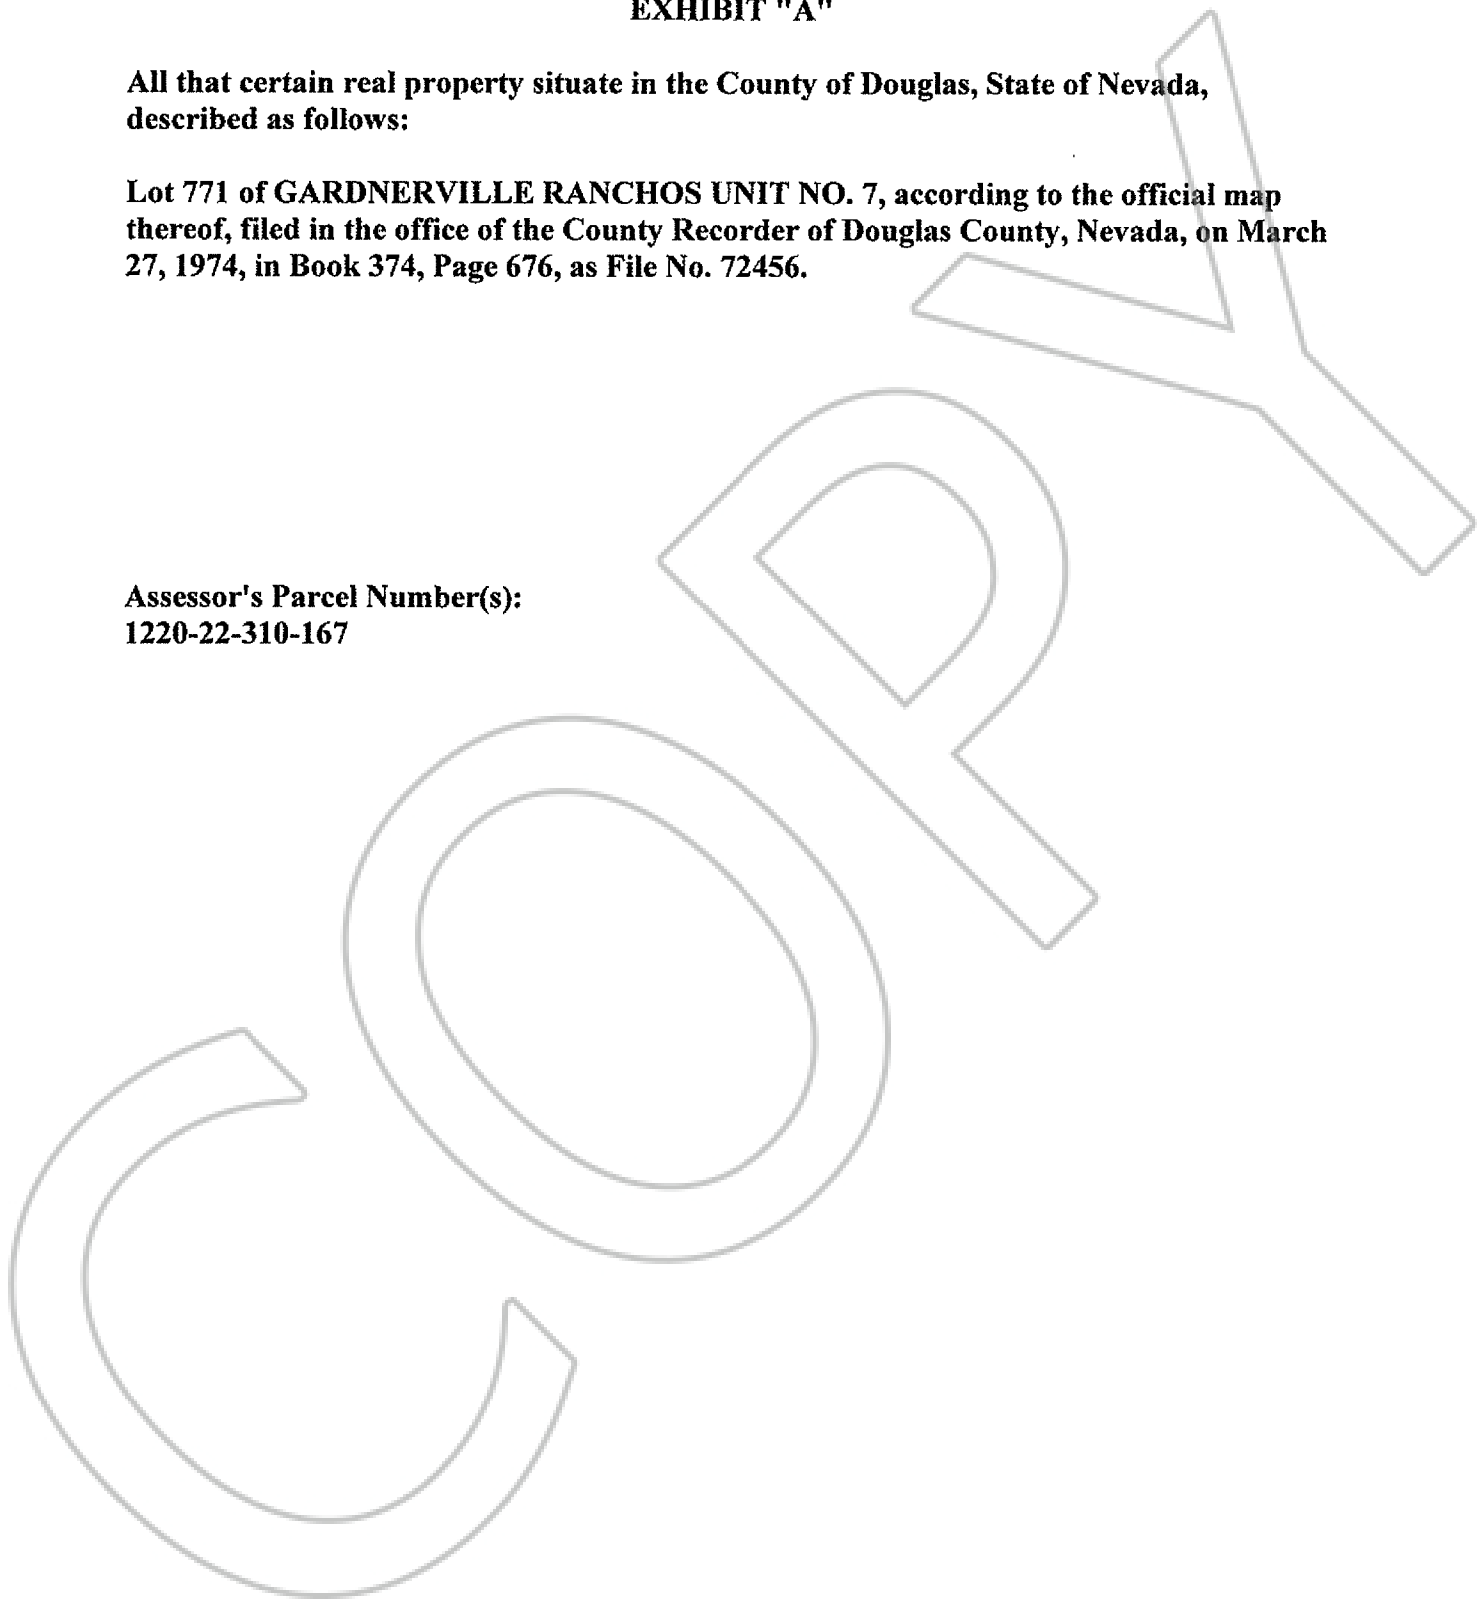 EXHIBIT "A"
All that certain real property situate in the County of Douglas, State of Nevada,
described as follows:
Lot 771 of GARDNERVILLE RANCHOS UNIT NO. 7, according to the official map
thereof, filed in the office of the County Recorder of Douglas County, Nevada, on March
27, 1974, in Book 374, Page 676, as File No. 72456.
Assessor's Parcel Number(s):
1220-22-310-167
COPY